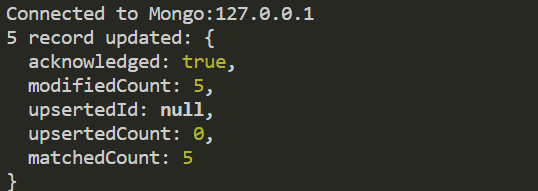 Connected to Mongo:127.0.0.1
5 record updated: {
  acknowledged: true,
  modifiedCount: 5,
  upsertedId: null,
  upsertedCount: 0,
  matchedCount: 5
}